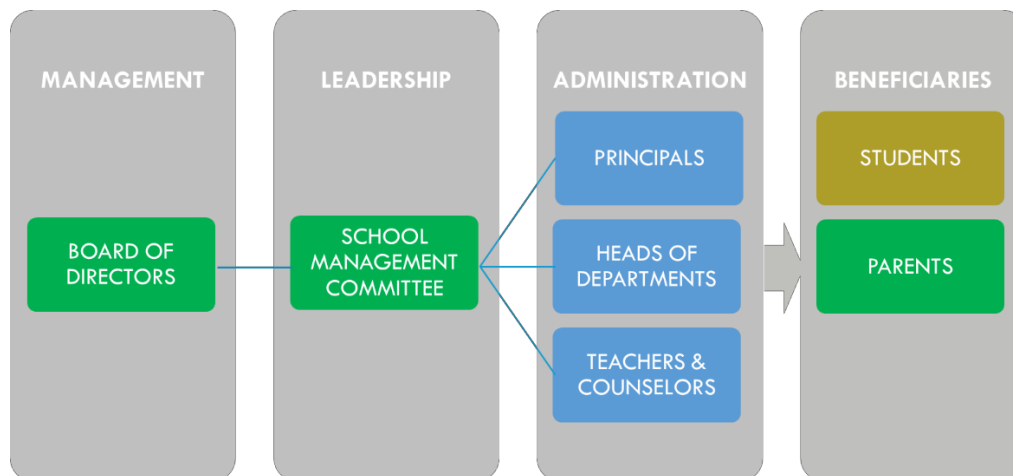 MANAGEMENT
BOARD OF
DIRECTORS
LEADERSHIP
SCHOOL
MANAGEMENT
COMMITTEE
ADMINISTRATION
PRINCIPALS
HEADS OF
DEPARTMENTS
TEACHERS &
COUNSELORS
BENEFICIARIES
STUDENTS
PARENTS